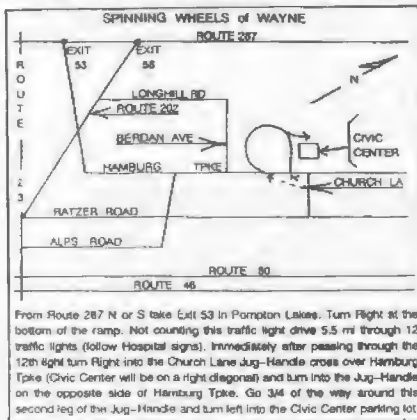 SPINNING WHEELS of WAYNE
ROUTE 287
EXIT
53
EXIT
58
N
LONGHILL RD
ROUTE 202
ROUTE 23
BERDAN AVE
CIVIC
CENTER
HAMBURG TPKE
CHURCH LA
RATZER ROAD
ALPS ROAD
ROUTE 80
ROUTE 46
From Route 287 N or S take Exit 53 in Pompton Lakes. Turn Right at the
bottom of the ramp. Not counting this traffic light drive 5.5 mi through 12
traffic lights (follow Hospital signs). Immediately after passing through the
12th light turn Right into the Church Lane Jug-Handle cross over Hamburg
Tpke (Civic Center will be on a right diagonal) and turn into the Jug-Handle
on the opposite side of Hamburg Tpke. Go 3/4 of the way around this
second leg of the Jug-Handle and turn left into the Civic Center parking lot